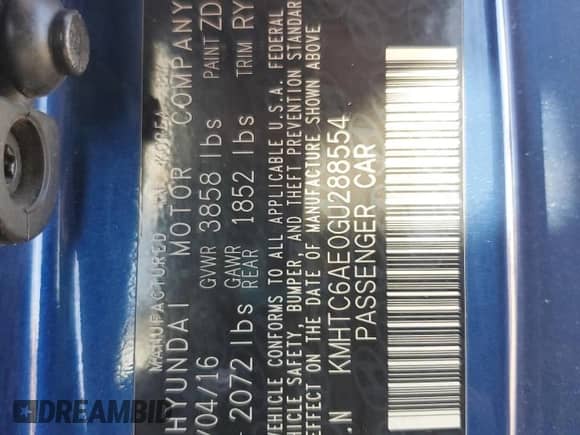 MANUFACTURED
HYUNDAI MOTOR COMPANY
/04/16 GVWR 3858 lbs PAINT ZD
2072 lbs GAWR REAR 1852 lbs TRIM RY
VEHICLE CONFORMS TO ALL APPLICABLE U.S.A. FEDERAL
VEHICLE SAFETY, BUMPER, AND THEFT PREVENTION STANDAR
EFFECT ON THE DATE OF MANUFACTURE SHOWN ABOVE
.N KMHTC6AE0GU288554
PASSENGER CAR
DREAMBID